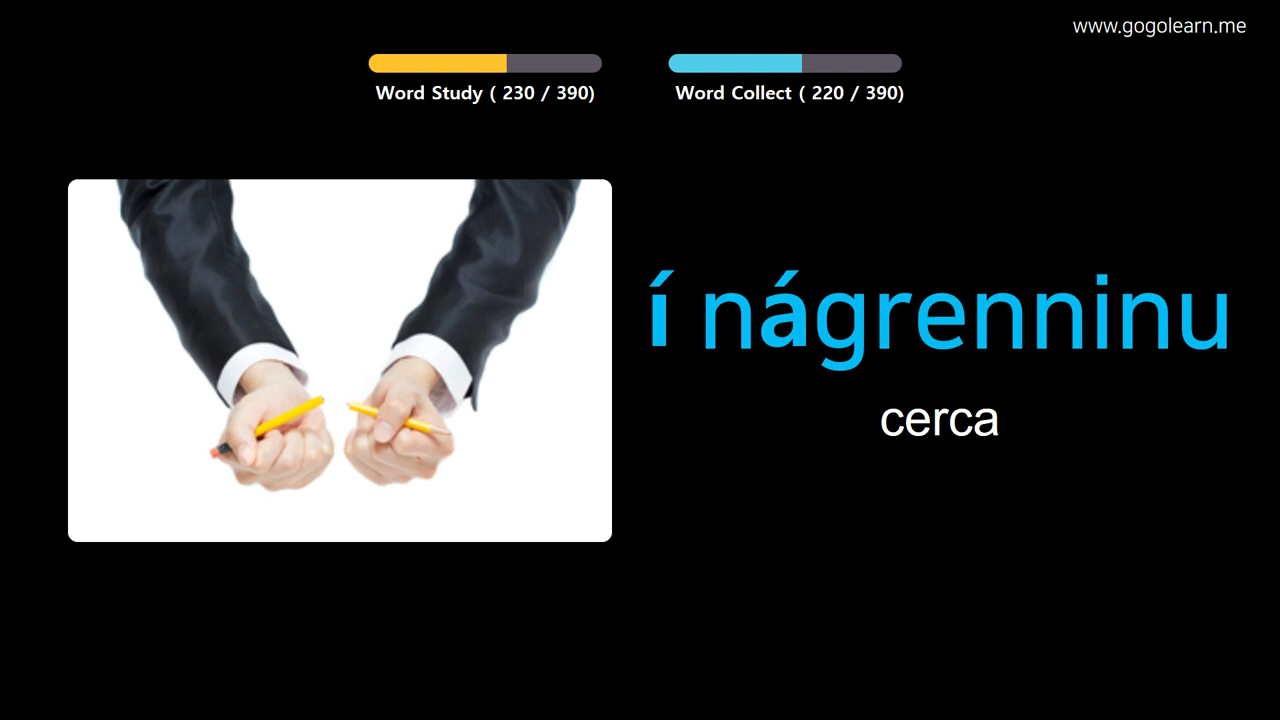 www.gogolearn.me
Word Study ( 230 / 390)
Word Collect ( 220 / 390)
í nágrenninu
cerca